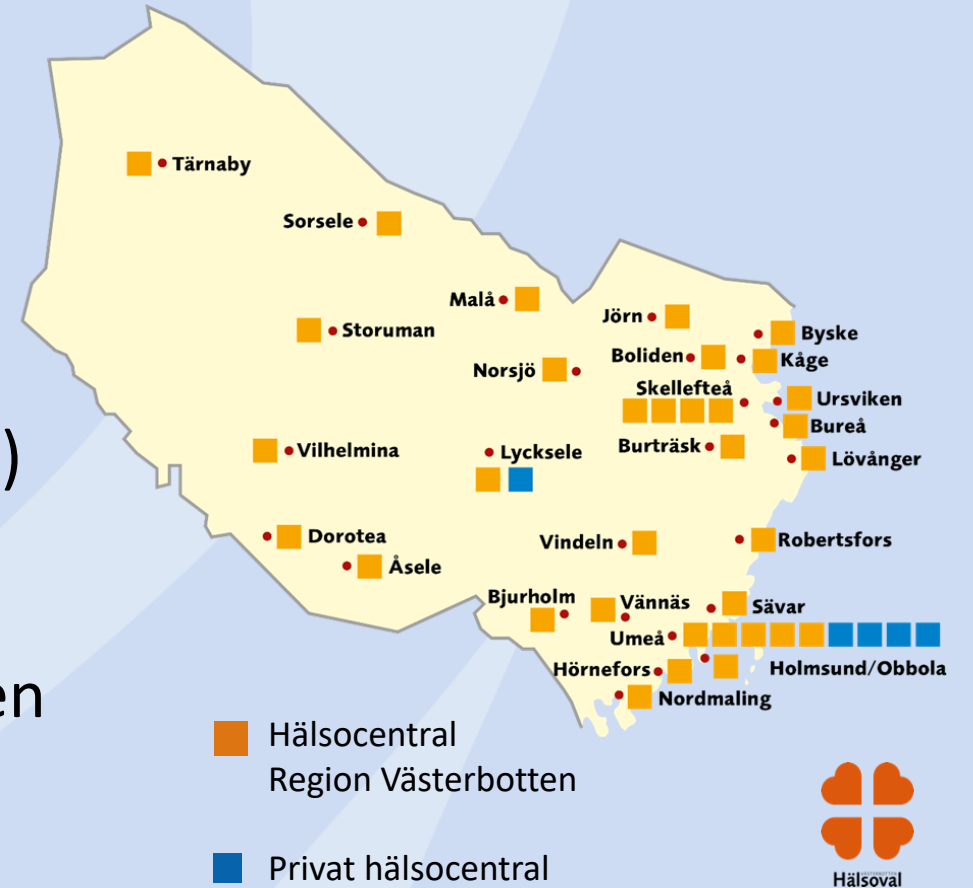 Tärnaby
Sorsele
Malå
Jörn
Storuman
Byske
Boliden
Kåge
Norsjö
Skellefteå
Ursviken
Bureå
Burträsk
Vilhelmina
Lycksele
Lövånger
)
Dorotea
Vindeln
Robertsfors
Åsele
Bjurholm
Vännäs
Sävar
Umeå
Hörnefors
Holmsund/Obbola
en
Nordmaling
Hälsocentral
Region Västerbotten
Privat hälsocentral
Hälsoval